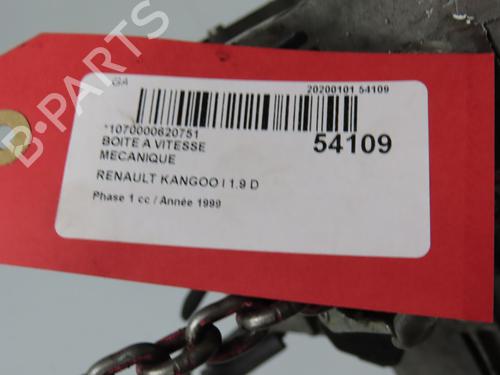 B-PARTS
GA
20200101 54109
*1070000620751
BOITE A VITESSE
MECANIQUE
54109
RENAULT KANGOO I 1.9 D
Phase 1 cc / Année 1999